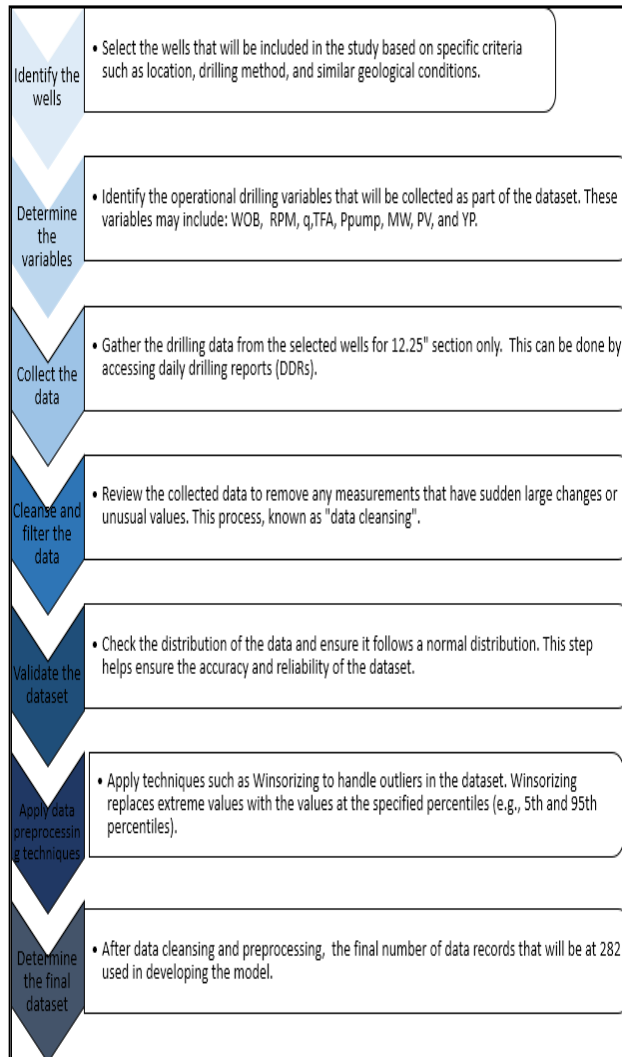 Identify the
wells
• Select the wells that will be included in the study based on specific criteria
such as location, drilling method, and similar geological conditions.
Determine
the
variables
• Identify the operational drilling variables that will be collected as part of the dataset. These
variables may include: WOB, RPM, q,TFA, Ppump, MW, PV, and YP.
Collect the
data
• Gather the drilling data from the selected wells for 12.25" section only. This can be done by
accessing daily drilling reports (DDRs).
Cleanse and
filter the
data
• Review the collected data to remove any measurements that have sudden large changes or
unusual values. This process, known as "data cleansing".
Validate the
dataset
• Check the distribution of the data and ensure it follows a normal distribution. This step
helps ensure the accuracy and reliability of the dataset.
Apply data
preprocessin
g techniques
• Apply techniques such as Winsorizing to handle outliers in the dataset. Winsorizing
replaces extreme values with the values at the specified percentiles (e.g., 5th and 95th
percentiles).
Determine
the final
dataset
• After data cleansing and preprocessing, the final number of data records that will be at 282
used in developing the model.